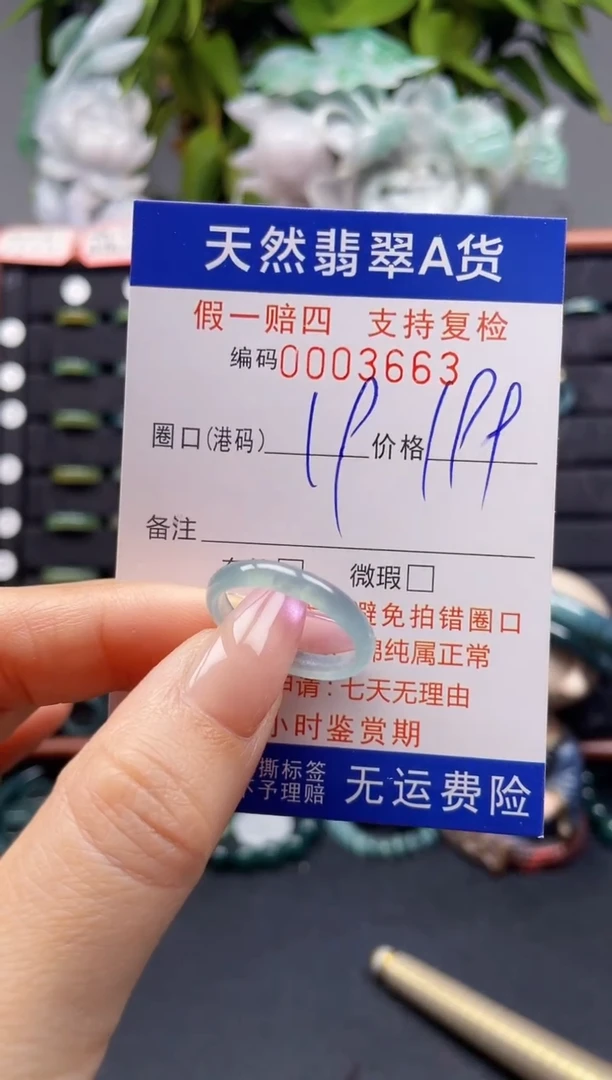 天然翡翠A货
假一赔四 支持复检
编码0003663
圈口(港码) 价格
备注
微瑕□
避免拍错圈口
纯属正常
申请:七天无理由
小时鉴赏期
撕标签 无运费险
不予理赔